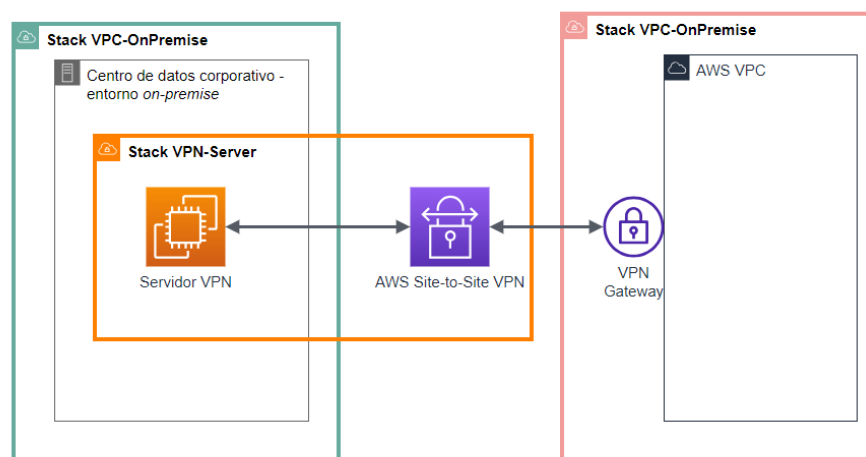 Stack VPC-OnPremise
Centro de datos corporativo -
entorno on-premise
Stack VPN-Server
Servidor VPN
AWS Site-to-Site VPN
Stack VPC-OnPremise
AWS VPC
VPN
Gateway